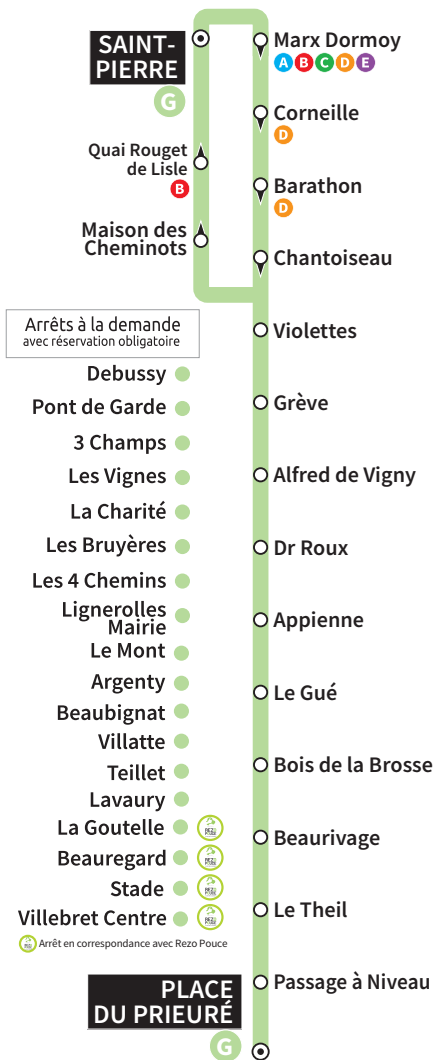 SAINT-
PIERRE
G
Quai Rouget
de Lisle
B
Maison des
Cheminots
Marx Dormoy
A B C D E
Corneille
D
Barathon
D
Chantoiseau
Violettes
Grève
Alfred de Vigny
Dr Roux
Appienne
Le Gué
Bois de la Brosse
Beaurivage
Le Theil
Passage à Niveau
Arrêts à la demande
avec réservation obligatoire
Debussy
Pont de Garde
3 Champs
Les Vignes
La Charité
Les Bruyères
Les 4 Chemins
Lignerolles
Mairie
Le Mont
Argenty
Beaubignat
Villatte
Teillet
Lavaury
La Goutelle
Beauregard
Stade
Villebret Centre
Arrêt en correspondance avec Rezo Pouce
PLACE
DU PRIEURÉ
G